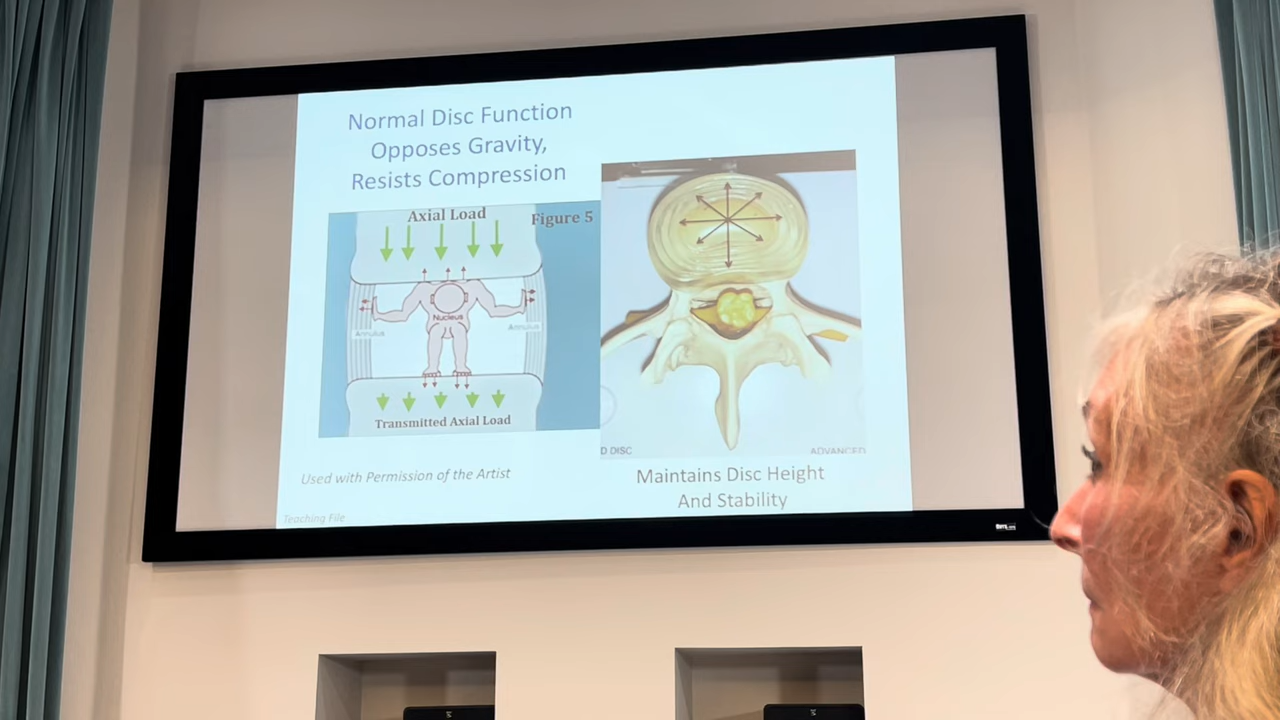 Normal Disc Function
Opposes Gravity,
Resists Compression
Axial Load
Figure 5
Nucleus
Annulus
Annulus
Transmitted Axial Load
D DISC
ADVANCED
Used with Permission of the Artist
Maintains Disc Height
And Stability
Teaching File